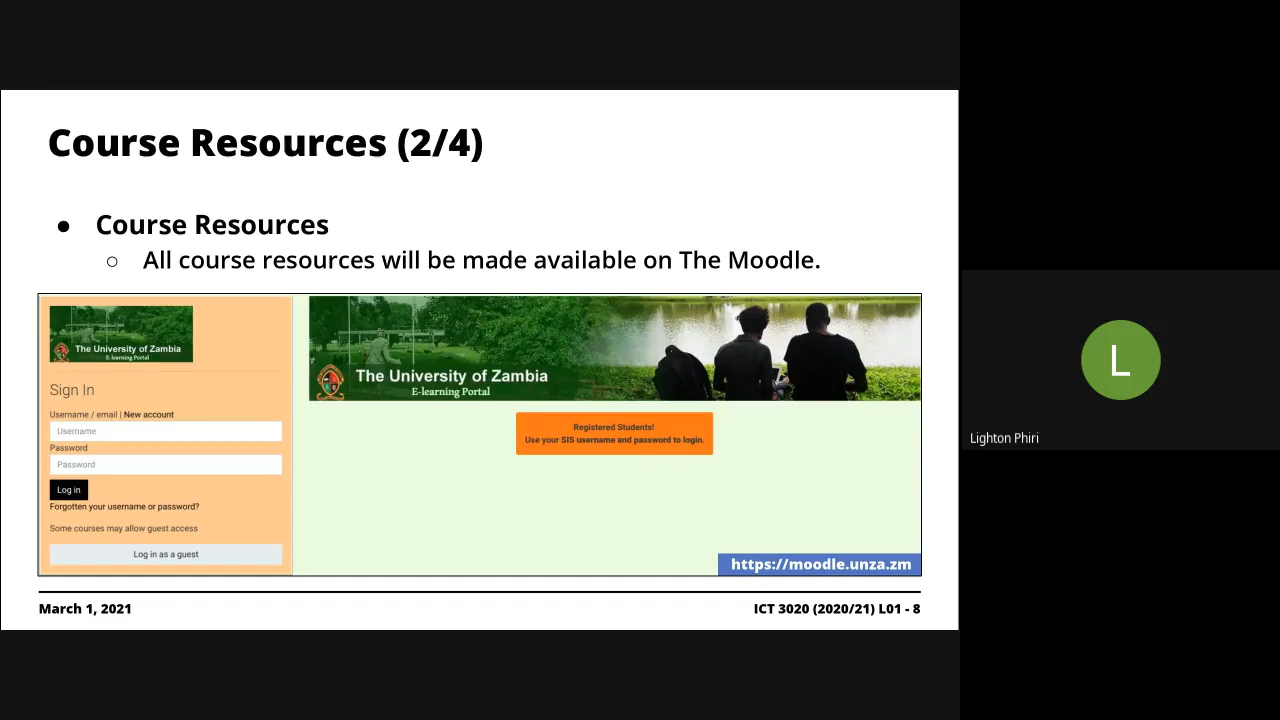 Course Resources (2/4)
● Course Resources
○ All course resources will be made available on The Moodle.
The University of Zambia
E-learning Portal
Sign In
Username / email | New account
Username
Password
Password
Log in
Forgotten your username or password?
Some courses may allow guest access
Log in as a guest
The University of Zambia
E-learning Portal
Registered Students!
Use your SIS username and password to login.
https://moodle.unza.zm
March 1, 2021
ICT 3020 (2020/21) L01 - 8
L
Lighton Phiri